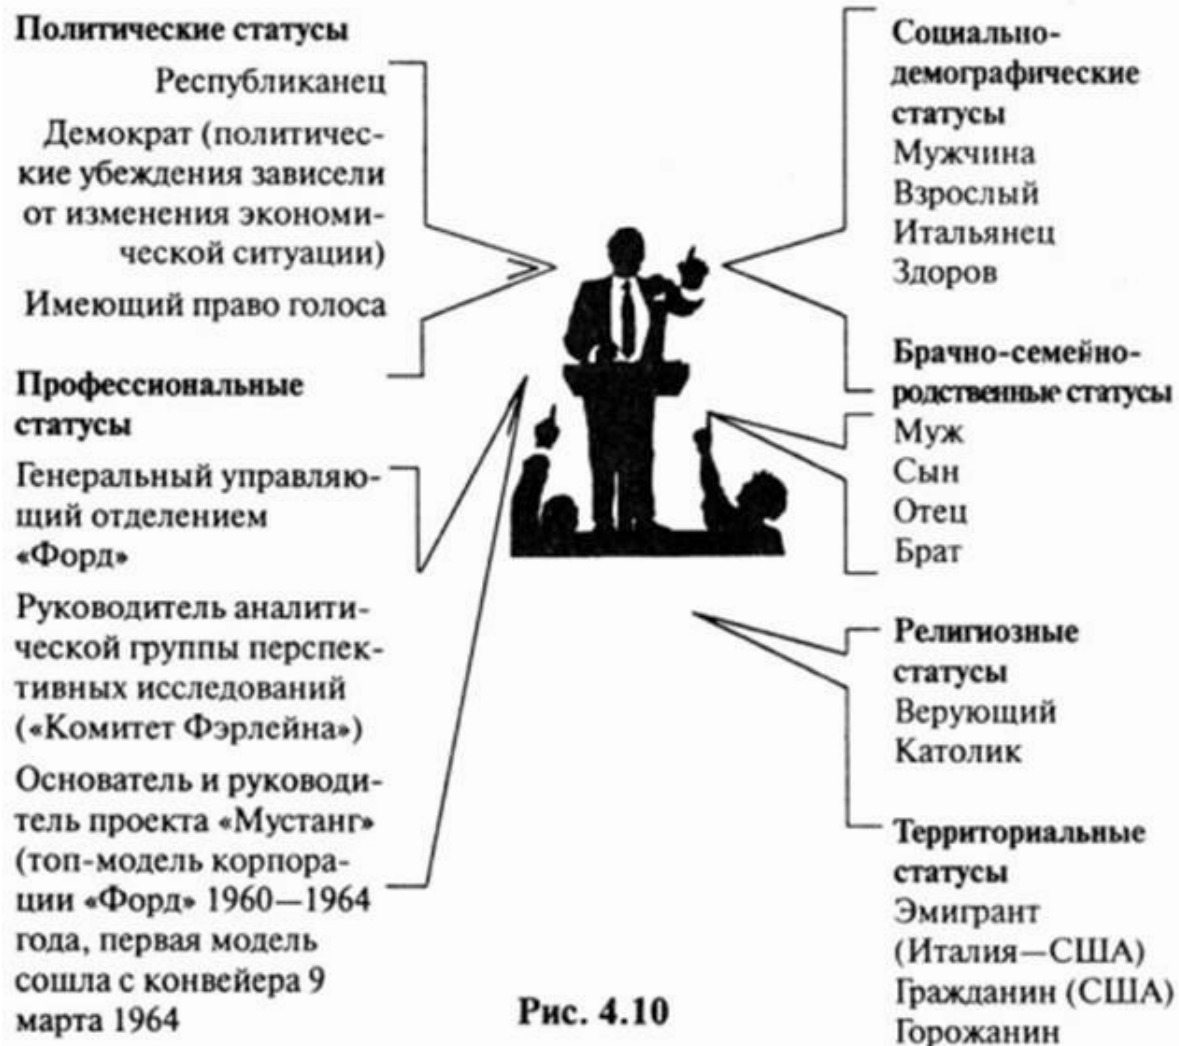 Политические статусы
Республиканец
Демократ (политичес-
кие убеждения зависели
от изменения экономи-
ческой ситуации)
Имеющий право голоса
Профессиональные
статусы
Генеральный управляю-
щий отделением
«Форд»
Руководитель аналити-
ческой группы перспек-
тивных исследований
(«Комитет Фэрлейна»)
Основатель и руководи-
тель проекта «Мустанг»
(топ-модель корпора-
ции «Форд» 1960—1964
года, первая модель
сошла с конвейера 9
марта 1964
Социально-
демографические
статусы
Мужчина
Взрослый
Итальянец
Здоров
Брачно-семейно-
родственные статусы
Муж
Сын
Отец
Брат
Религиозные
статусы
Верующий
Католик
Территориальные
статусы
Эмигрант
(Италия—США)
Гражданин (США)
Горожанин
Рис. 4.10